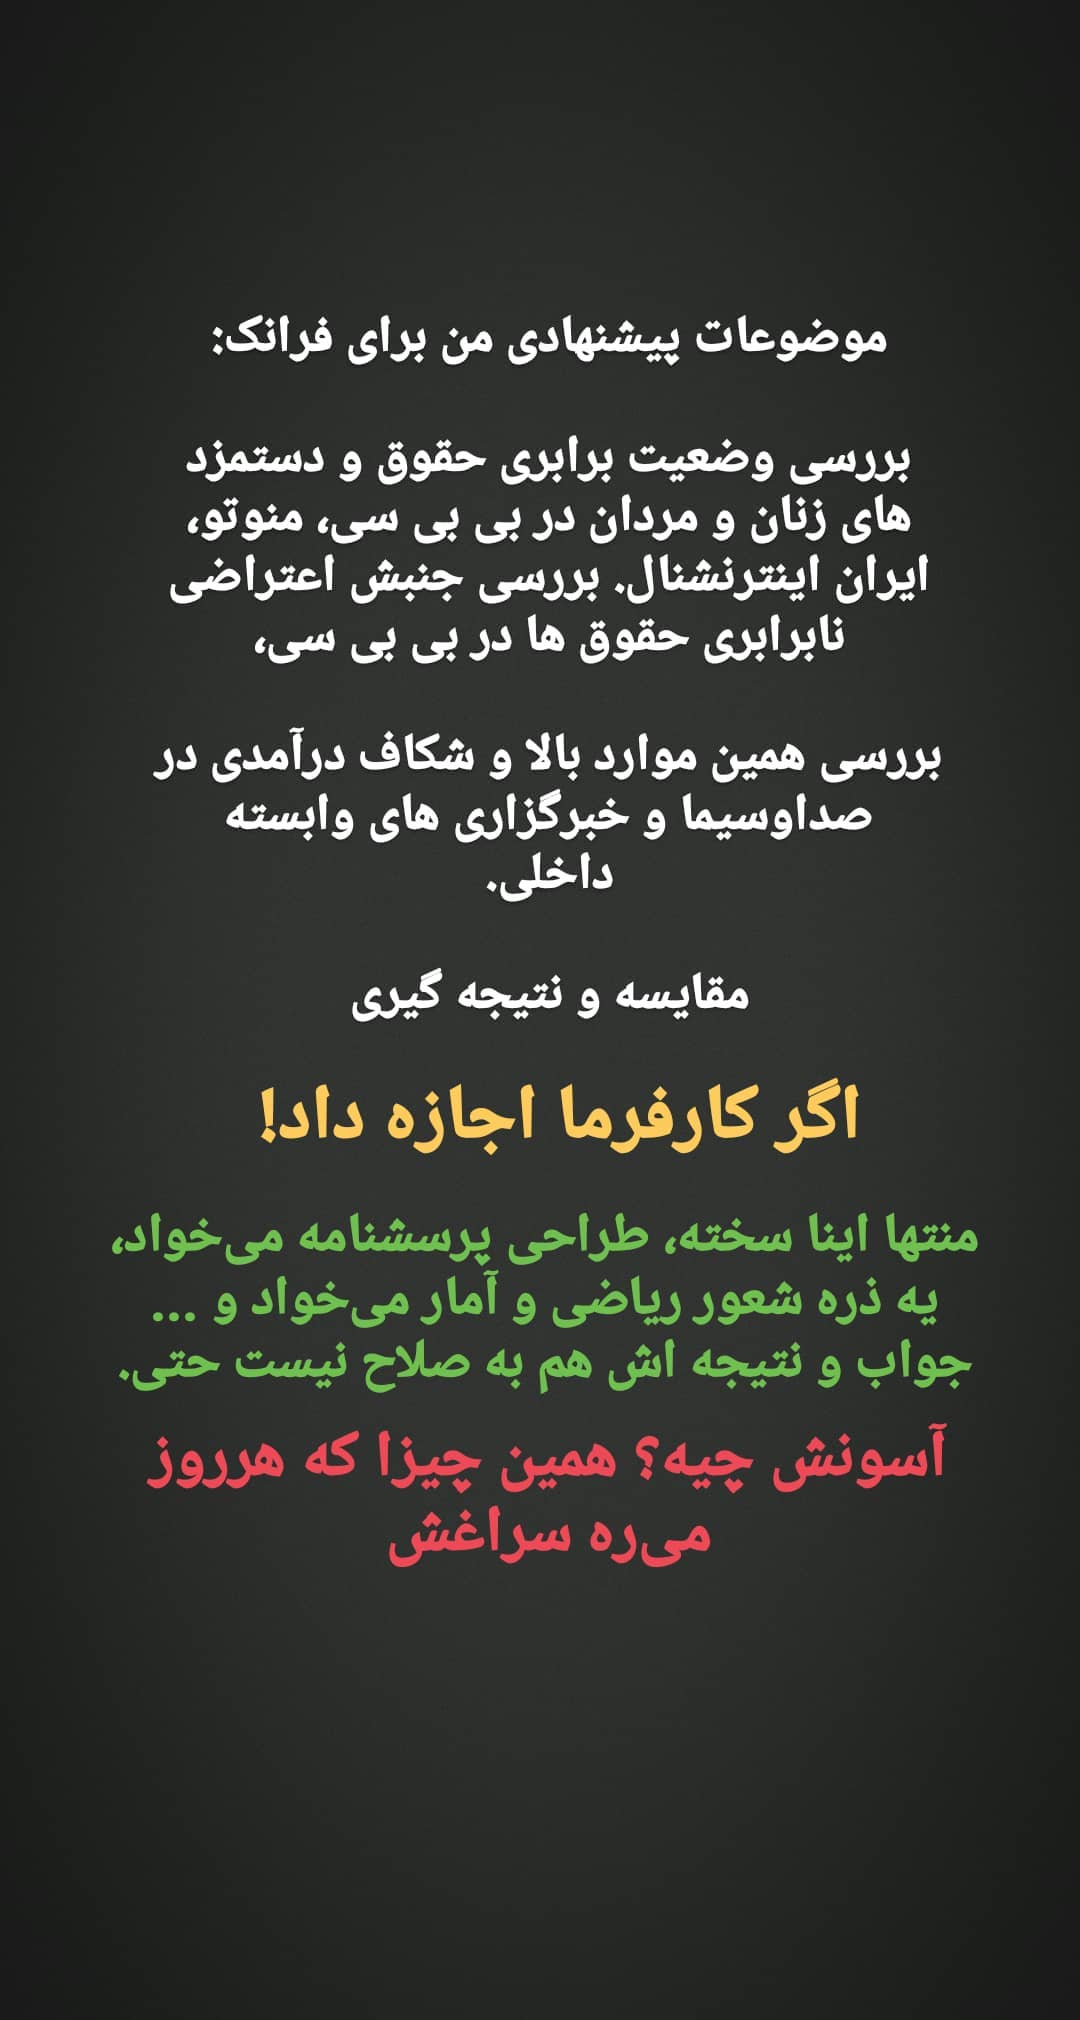 موضوعات پیشنهادی من برای فرانک:
بررسی وضعیت برابری حقوق و دستمزد
های زنان و مردان در بی بی سی، منوتو،
ایران اینترنشنال. بررسی جنبش اعتراضی
نابرابری حقوق ها در بی بی سی،
بررسی همین موارد بالا و شکاف درآمدی در
صداوسیما و خبرگزاری های وابسته
داخلی.
مقایسه و نتیجه گیری
اگر کارفرما اجازه داد!
منتها اینا سخته، طراحی پرسشنامه می‌خواد،
یه ذره شعور ریاضی و آمار می‌خواد و ...
جواب و نتیجه اش هم به صلاح نیست حتی.
آسونش چیه؟ همین چیزا که هرروز
می‌ره سراغش